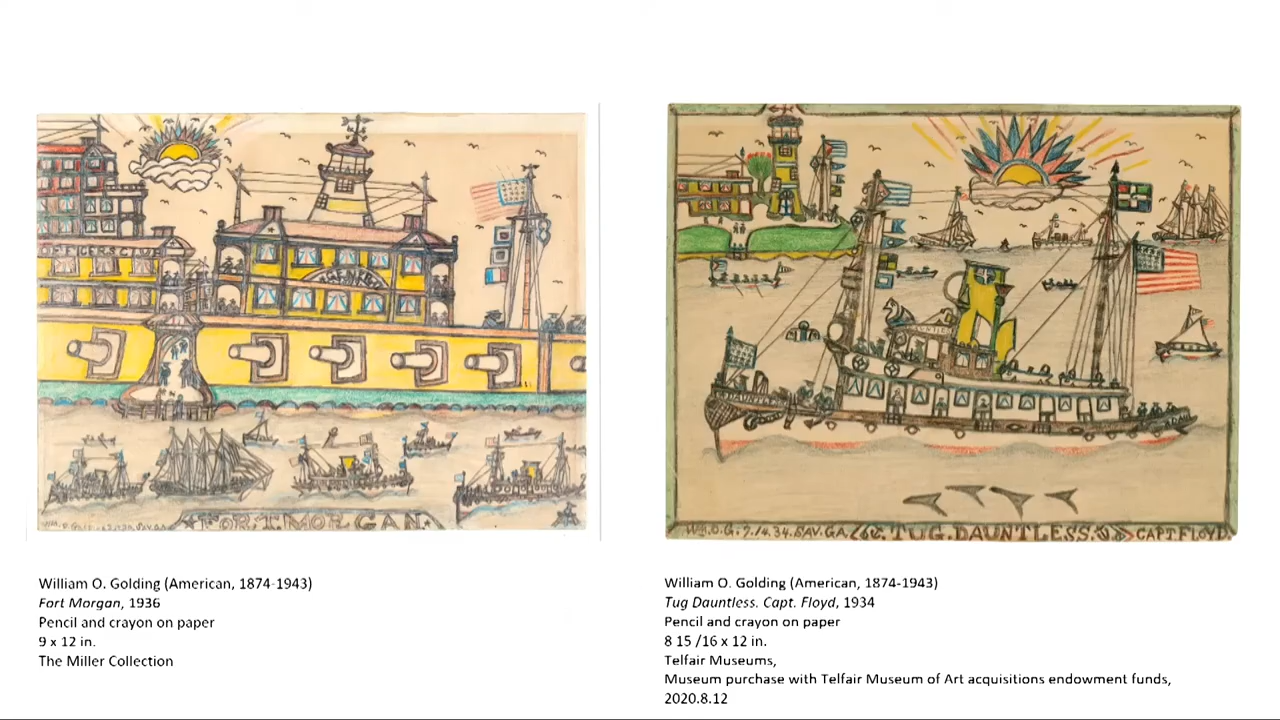 FORT.MORGAN.
DAUNTLESS
DAUNTLESS
Wm.O.G. 7.14.34.SAV.GA. TUG.DAUNTLESS. CAPT.FLOYD.
William O. Golding (American, 1874-1943)
Fort Morgan, 1936
Pencil and crayon on paper
9 x 12 in.
The Miller Collection
William O. Golding (American, 1874-1943)
Tug Dauntless. Capt. Floyd, 1934
Pencil and crayon on paper
8 15 /16 x 12 in.
Telfair Museums,
Museum purchase with Telfair Museum of Art acquisitions endowment funds,
2020.8.12